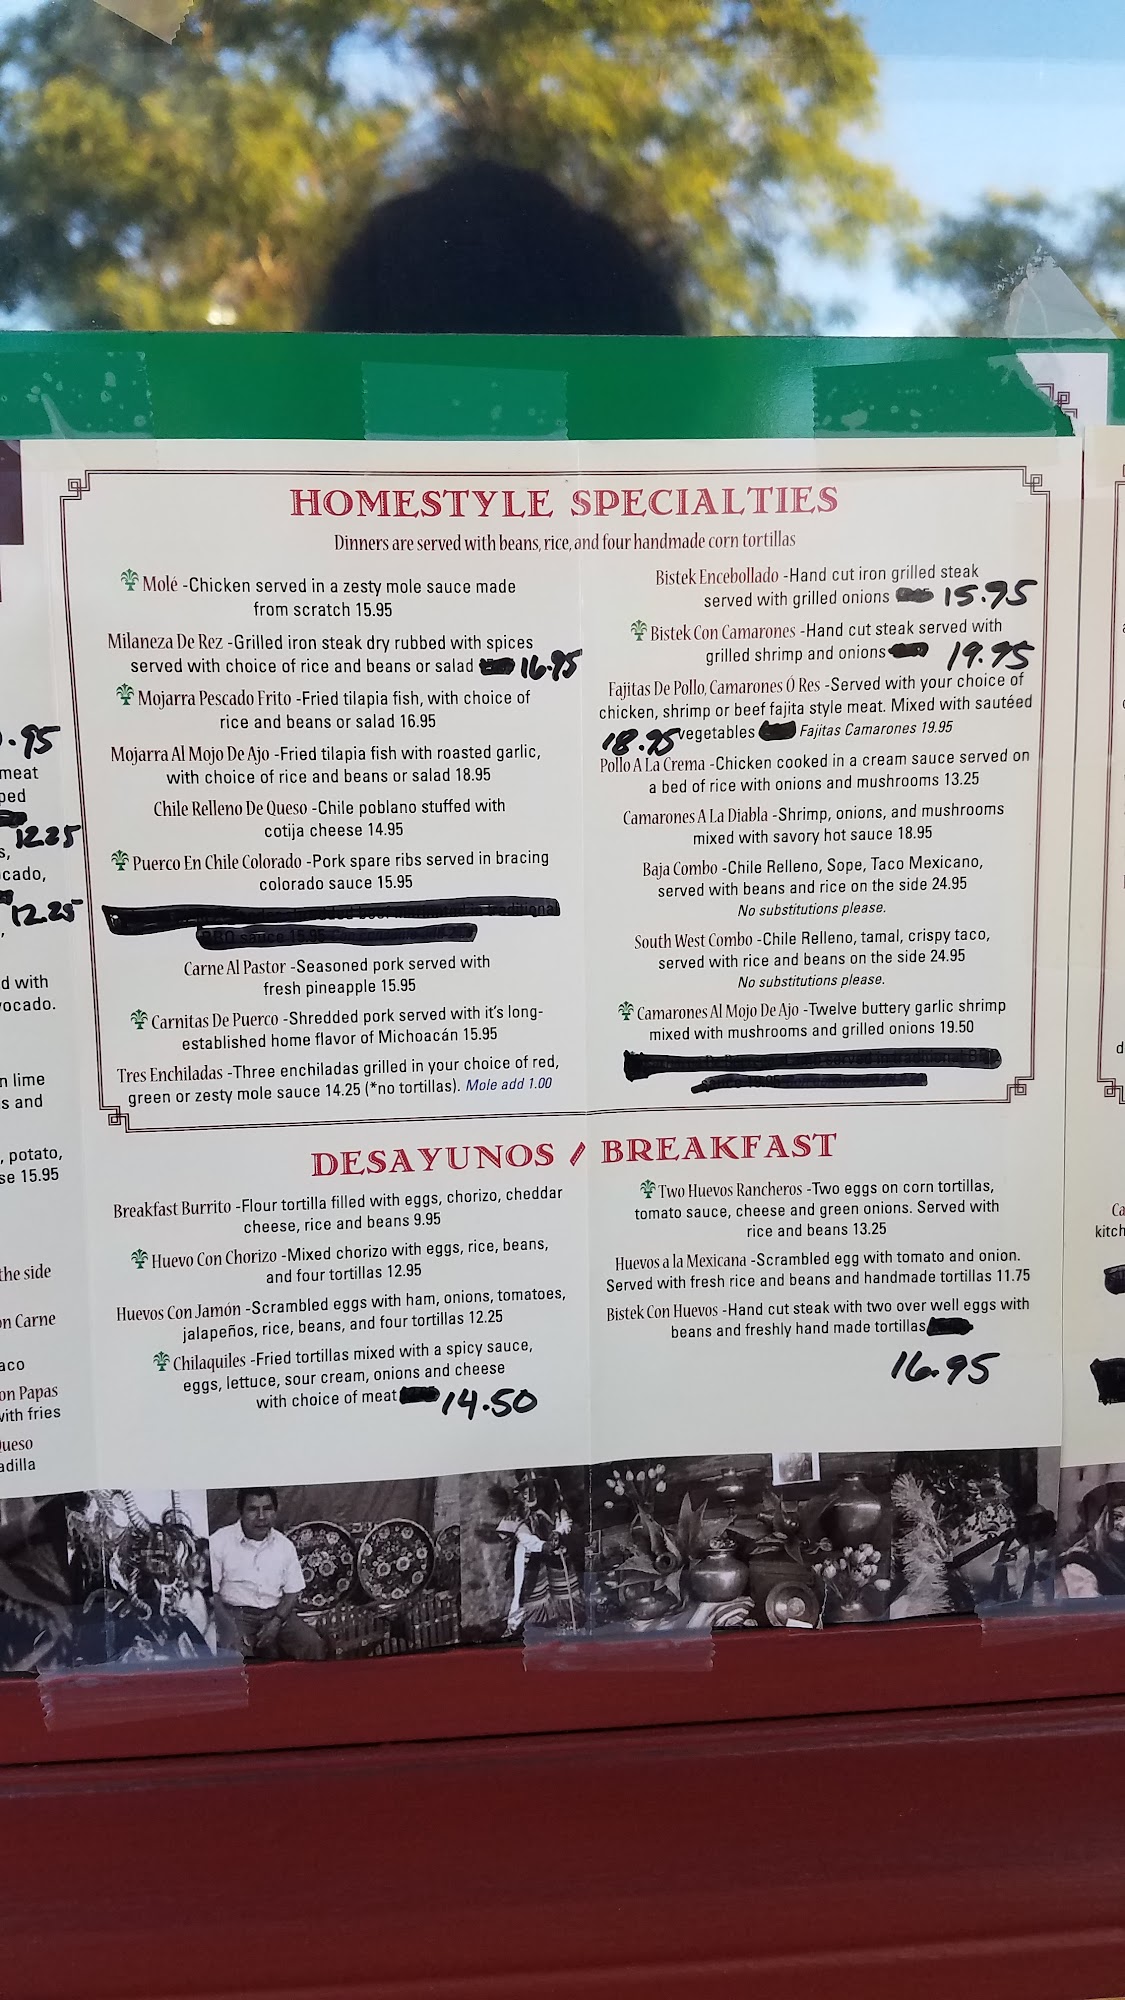 HOMESTYLE SPECIALTIES
Dinners are served with beans, rice, and four handmade corn tortillas
Molé -Chicken served in a zesty mole sauce made
from scratch 15.95
Milaneza De Rez -Grilled iron steak dry rubbed with spices
served with choice of rice and beans or salad 16.95
Mojarra Pescado Frito -Fried tilapia fish, with choice of
rice and beans or salad 16.95
Mojarra Al Mojo De Ajo -Fried tilapia fish with roasted garlic,
with choice of rice and beans or salad 18.95
Chile Relleno De Queso -Chile poblano stuffed with
cotija cheese 14.95
Puerco En Chile Colorado -Pork spare ribs served in bracing
colorado sauce 15.95
Carne Al Pastor -Seasoned pork served with
fresh pineapple 15.95
Carnitas De Puerco -Shredded pork served with it's long-
established home flavor of Michoacán 15.95
Tres Enchiladas -Three enchiladas grilled in your choice of red,
green or zesty mole sauce 14.25 (*no tortillas). Mole add 1.00
Bistek Encebollado -Hand cut iron grilled steak
served with grilled onions 15.95
Bistek Con Camarones -Hand cut steak served with
grilled shrimp and onions 19.95
Fajitas De Pollo, Camarones Ó Res -Served with your choice of
chicken, shrimp or beef fajita style meat. Mixed with sautéed
18.95 vegetables Fajitas Camarones 19.95
Pollo A La Crema -Chicken cooked in a cream sauce served on
a bed of rice with onions and mushrooms 13.25
Camarones A La Diabla -Shrimp, onions, and mushrooms
mixed with savory hot sauce 18.95
Baja Combo -Chile Relleno, Sope, Taco Mexicano,
served with beans and rice on the side 24.95
No substitutions please.
South West Combo -Chile Relleno, tamal, crispy taco,
served with rice and beans on the side 24.95
No substitutions please.
Camarones Al Mojo De Ajo -Twelve buttery garlic shrimp
mixed with mushrooms and grilled onions 19.50
DESAYUNOS / BREAKFAST
Breakfast Burrito -Flour tortilla filled with eggs, chorizo, cheddar
cheese, rice and beans 9.95
Huevo Con Chorizo -Mixed chorizo with eggs, rice, beans,
and four tortillas 12.95
Huevos Con Jamón -Scrambled eggs with ham, onions, tomatoes,
jalapeños, rice, beans, and four tortillas 12.25
Chilaquiles -Fried tortillas mixed with a spicy sauce,
eggs, lettuce, sour cream, onions and cheese
with choice of meat 14.50
Two Huevos Rancheros -Two eggs on corn tortillas,
tomato sauce, cheese and green onions. Served with
rice and beans 13.25
Huevos a la Mexicana -Scrambled egg with tomato and onion.
Served with fresh rice and beans and handmade tortillas 11.75
Bistek Con Huevos -Hand cut steak with two over well eggs with
beans and freshly hand made tortillas
16.95
.95
meat
12.25
12.25
d with
n lime
s and
, potato,
se 15.95
the side
on Carne
on Papas
with fries